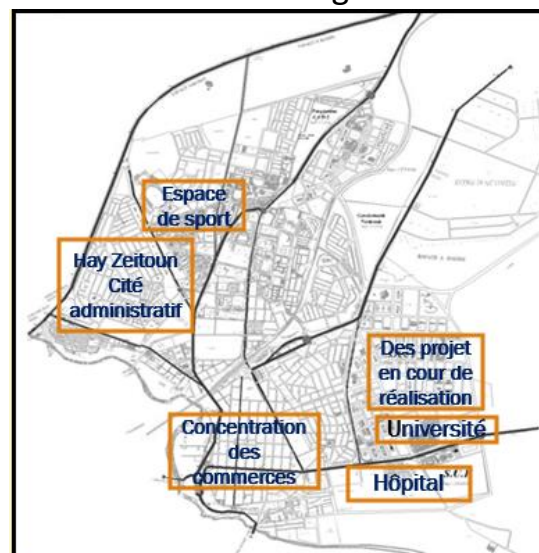 Espace
de sport
Hay Zeitoun
Cité
administratif
Des projet
en cour de
réalisation
Concentration
des
commerces
Université
Hôpital